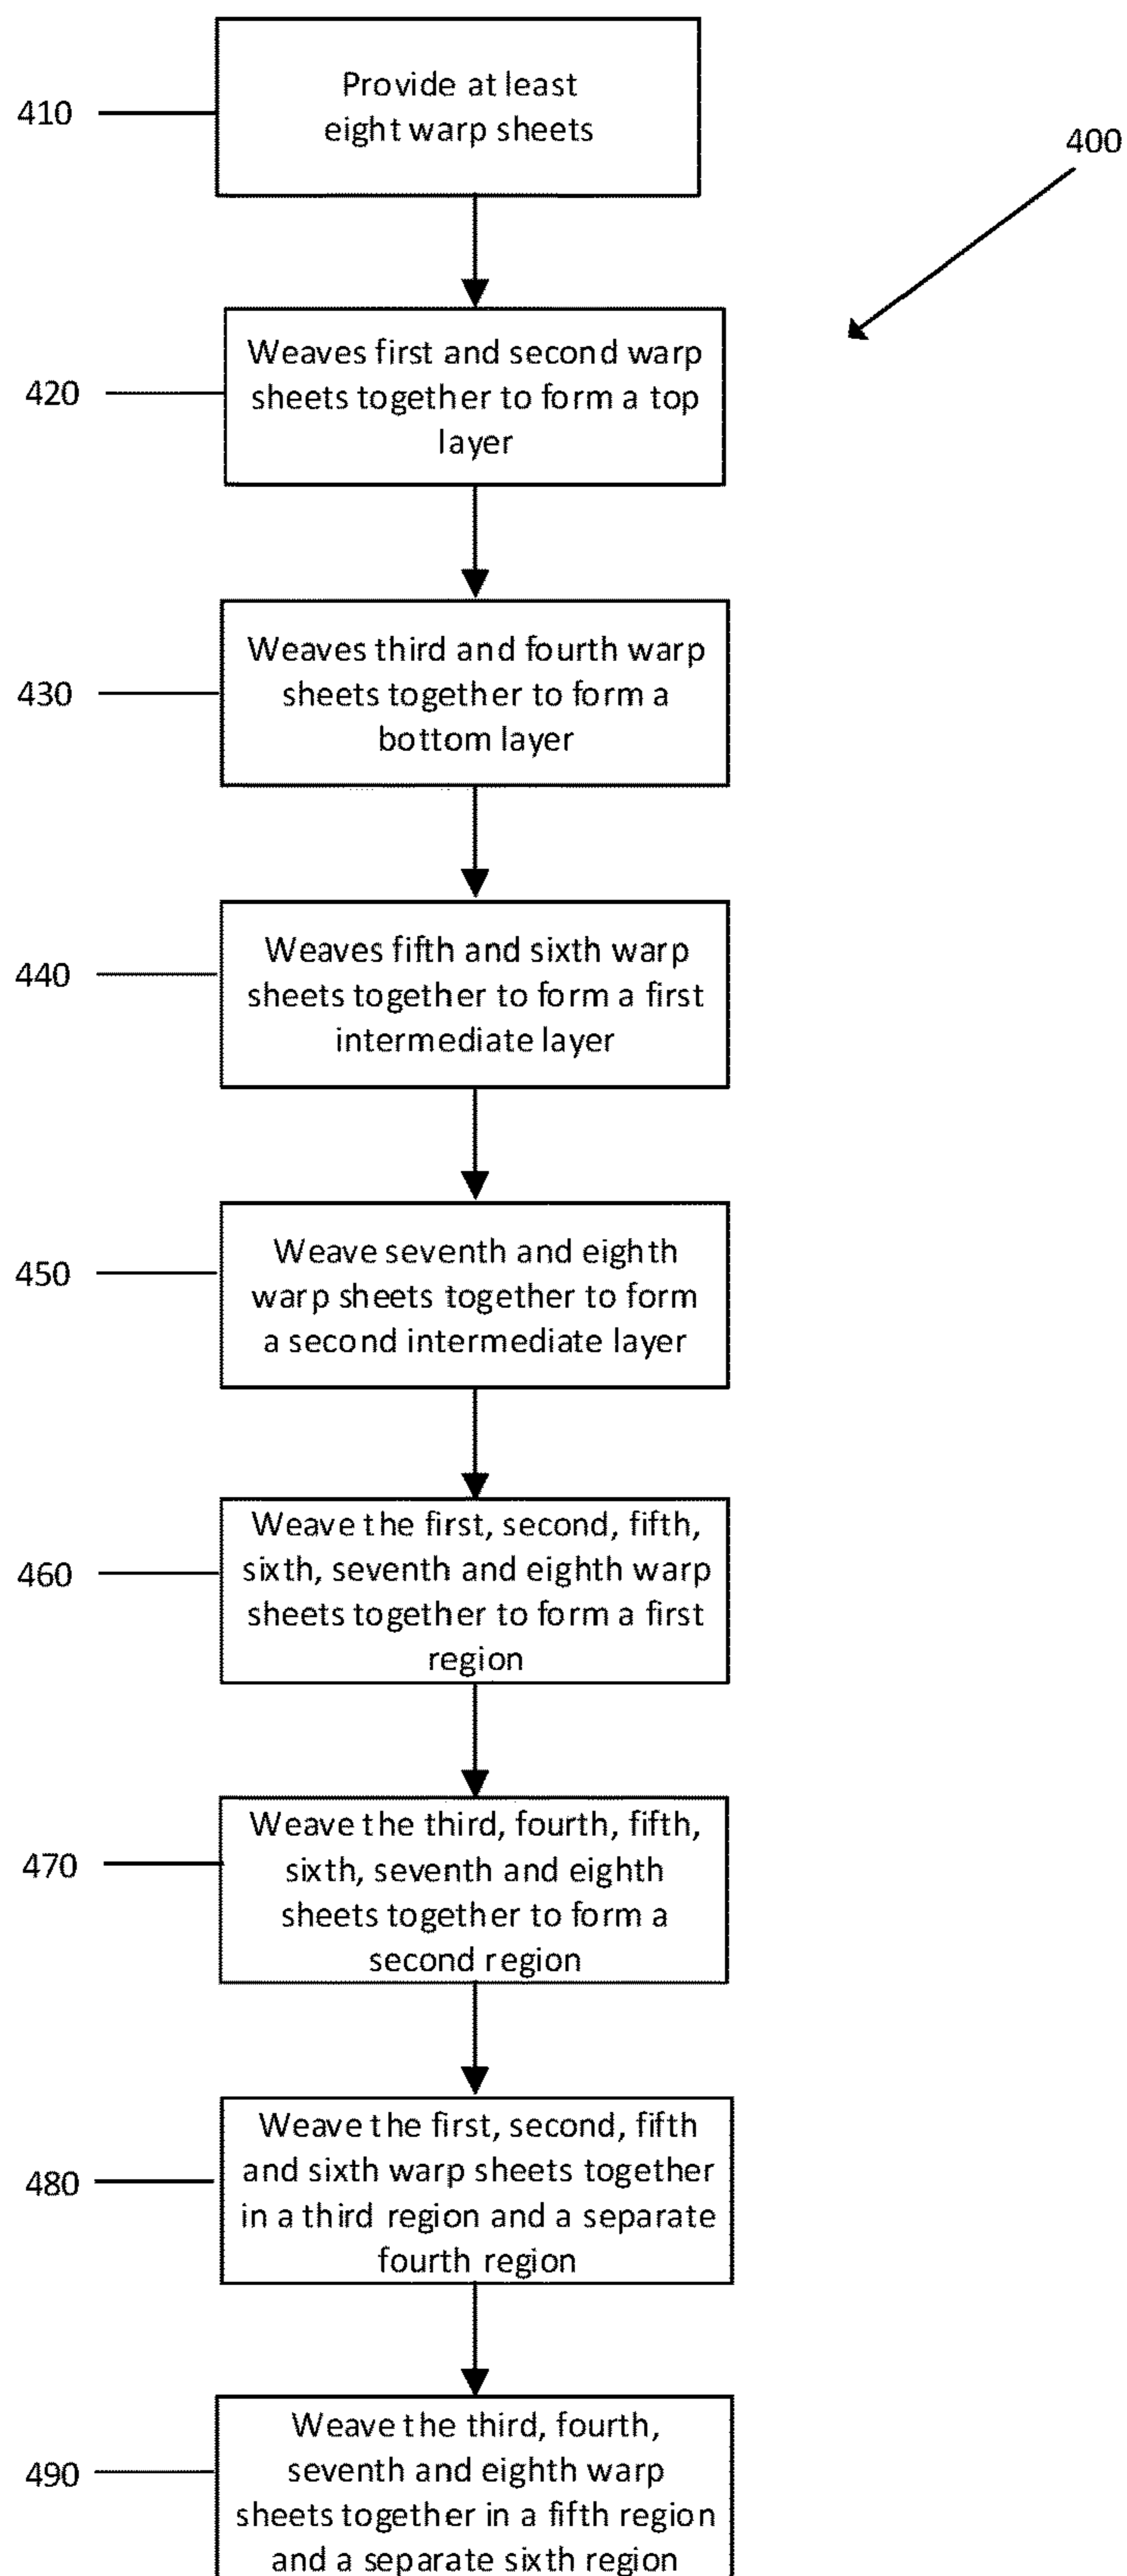 410
Provide at least
eight warp sheets
400
420
Weaves first and second warp
sheets together to form a top
layer
430
Weaves third and fourth warp
sheets together to form a
bottom layer
440
Weaves fifth and sixth warp
sheets together to form a first
intermediate layer
450
Weave seventh and eighth
warp sheets together to form
a second intermediate layer
460
Weave the first, second, fifth,
sixth, seventh and eighth warp
sheets together to form a first
region
470
Weave the third, fourth, fifth,
sixth, seventh and eighth
sheets together to form a
second region
480
Weave the first, second, fifth
and sixth warp sheets together
in a third region and a separate
fourth region
490
Weave the third, fourth,
seventh and eighth warp
sheets together in a fifth region
and a separate sixth region